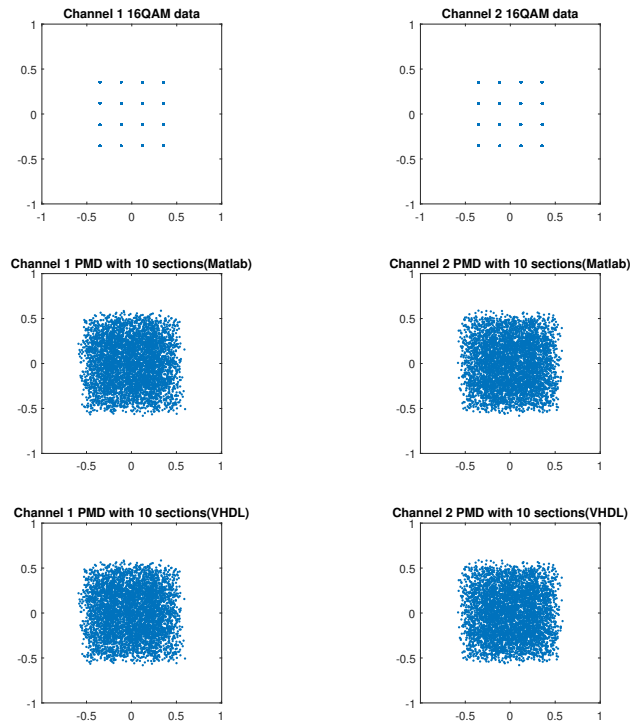 Channel 1 16QAM data
1
0.5
0
-0.5
-1
-1 -0.5 0 0.5 1
Channel 2 16QAM data
1
0.5
0
-0.5
-1
-1 -0.5 0 0.5 1
Channel 1 PMD with 10 sections(Matlab)
1
0.5
0
-0.5
-1
-0.5 0 0.5 1
Channel 2 PMD with 10 sections(Matlab)
1
0.5
0
-0.5
-1
-0.5 0 0.5 1
Channel 1 PMD with 10 sections(VHDL)
1
0.5
0
-0.5
-1
-0.5 0 0.5 1
Channel 2 PMD with 10 sections(VHDL)
1
0.5
0
-0.5
-1
-0.5 0 0.5 1